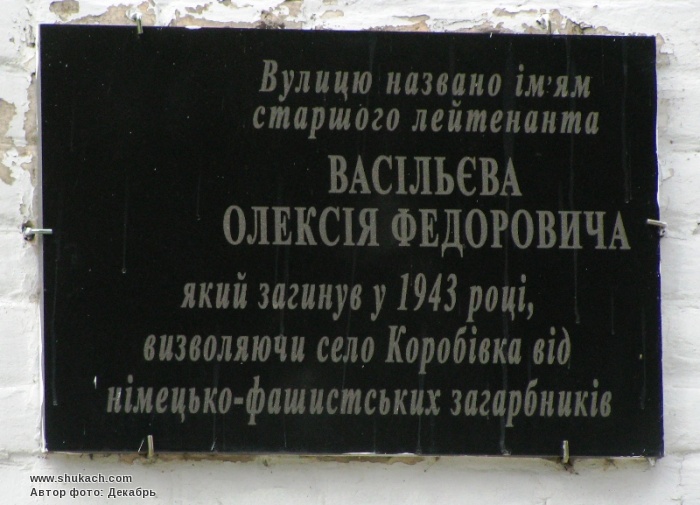 Вулицю названо ім'ям
старшого лейтенанта
ВАСІЛЬЄВА
ОЛЕКСІЯ ФЕДОРОВИЧА
який загинув у 1943 році,
визволяючи село Коробівка від
німецько-фашистських загарбників
www.shukach.com
Автор фото: Декабрь